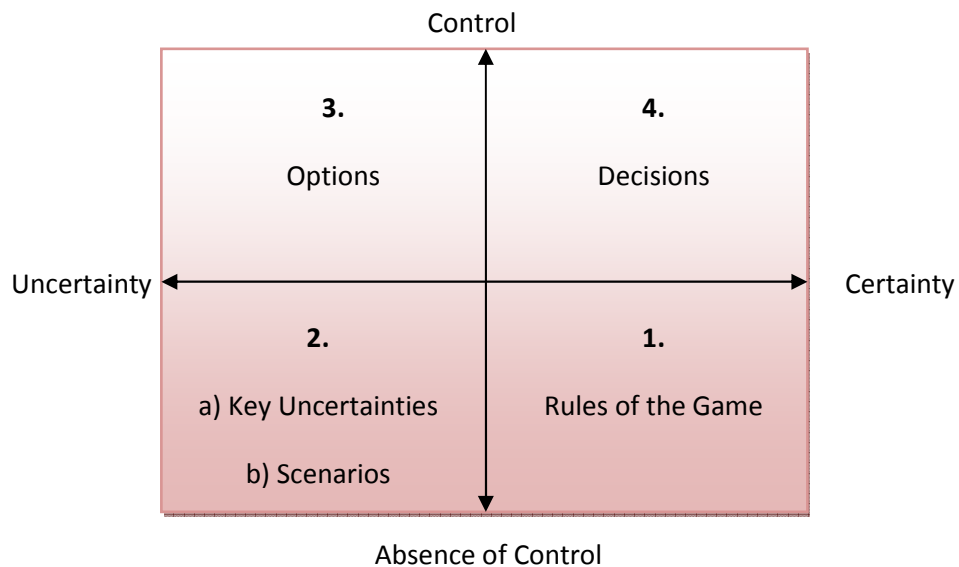 Control
3.
4.
Options
Decisions
Uncertainty
Certainty
2.
1.
a) Key Uncertainties
Rules of the Game
b) Scenarios
Absence of Control